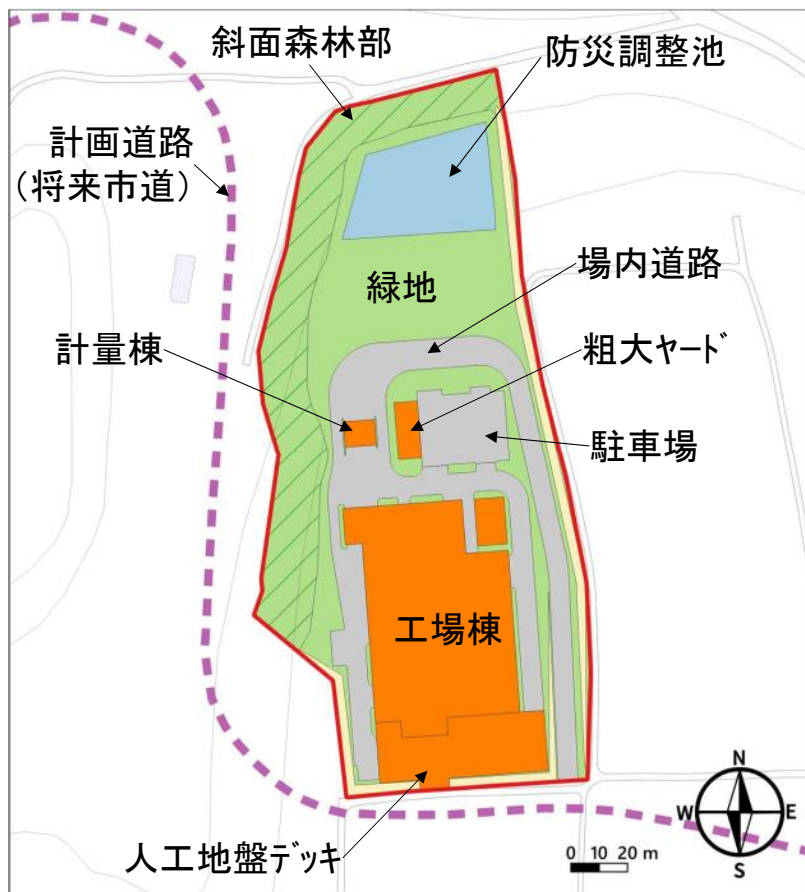 斜面森林部
防災調整池
計画道路
（将来市道）
場内道路
緑地
計量棟
粗大ﾔｰﾄﾞ
駐車場
工場棟
N
W
E
S
人工地盤ﾃﾞｯｷ
0 10 20 m